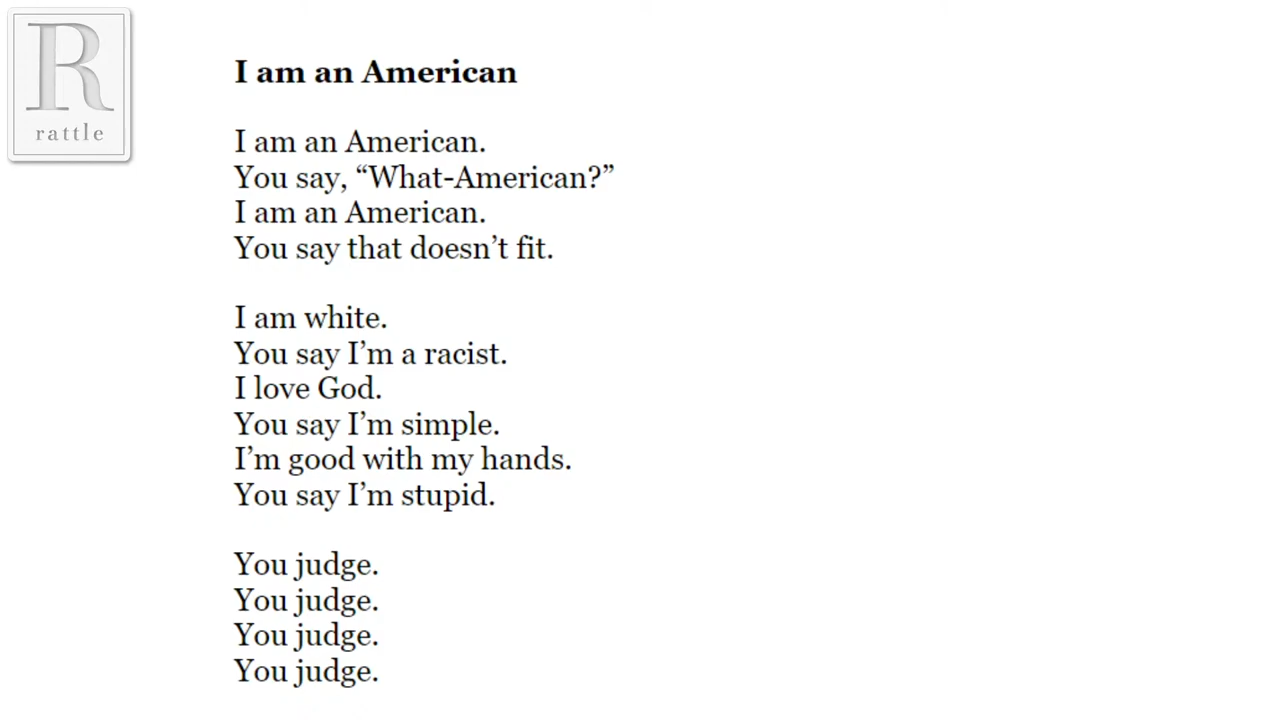 R
rattle
I am an American
I am an American.
You say, “What-American?”
I am an American.
You say that doesn’t fit.
I am white.
You say I’m a racist.
I love God.
You say I’m simple.
I’m good with my hands.
You say I’m stupid.
You judge.
You judge.
You judge.
You judge.